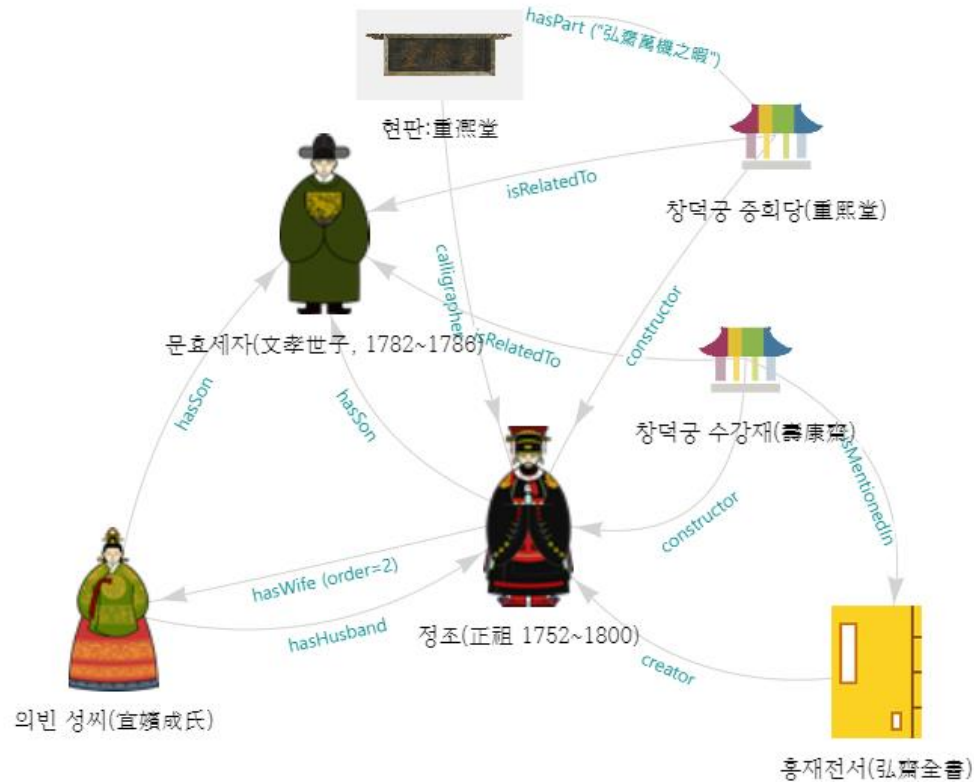 hasPart ("弘齋萬機之暇")
현판:重熙堂
isRelatedTo
창덕궁 중희당(重熙堂)
calligrapher
isRelatedTo
constructor
문효세자(文孝世子, 1782~1786)
hasSon
hasSon
창덕궁 수강재(壽康齋)
isMentionedIn
constructor
hasWife (order=2)
hasHusband
정조(正祖 1752~1800)
creator
의빈 성씨(宜嬪成氏)
홍재전서(弘齋全書)